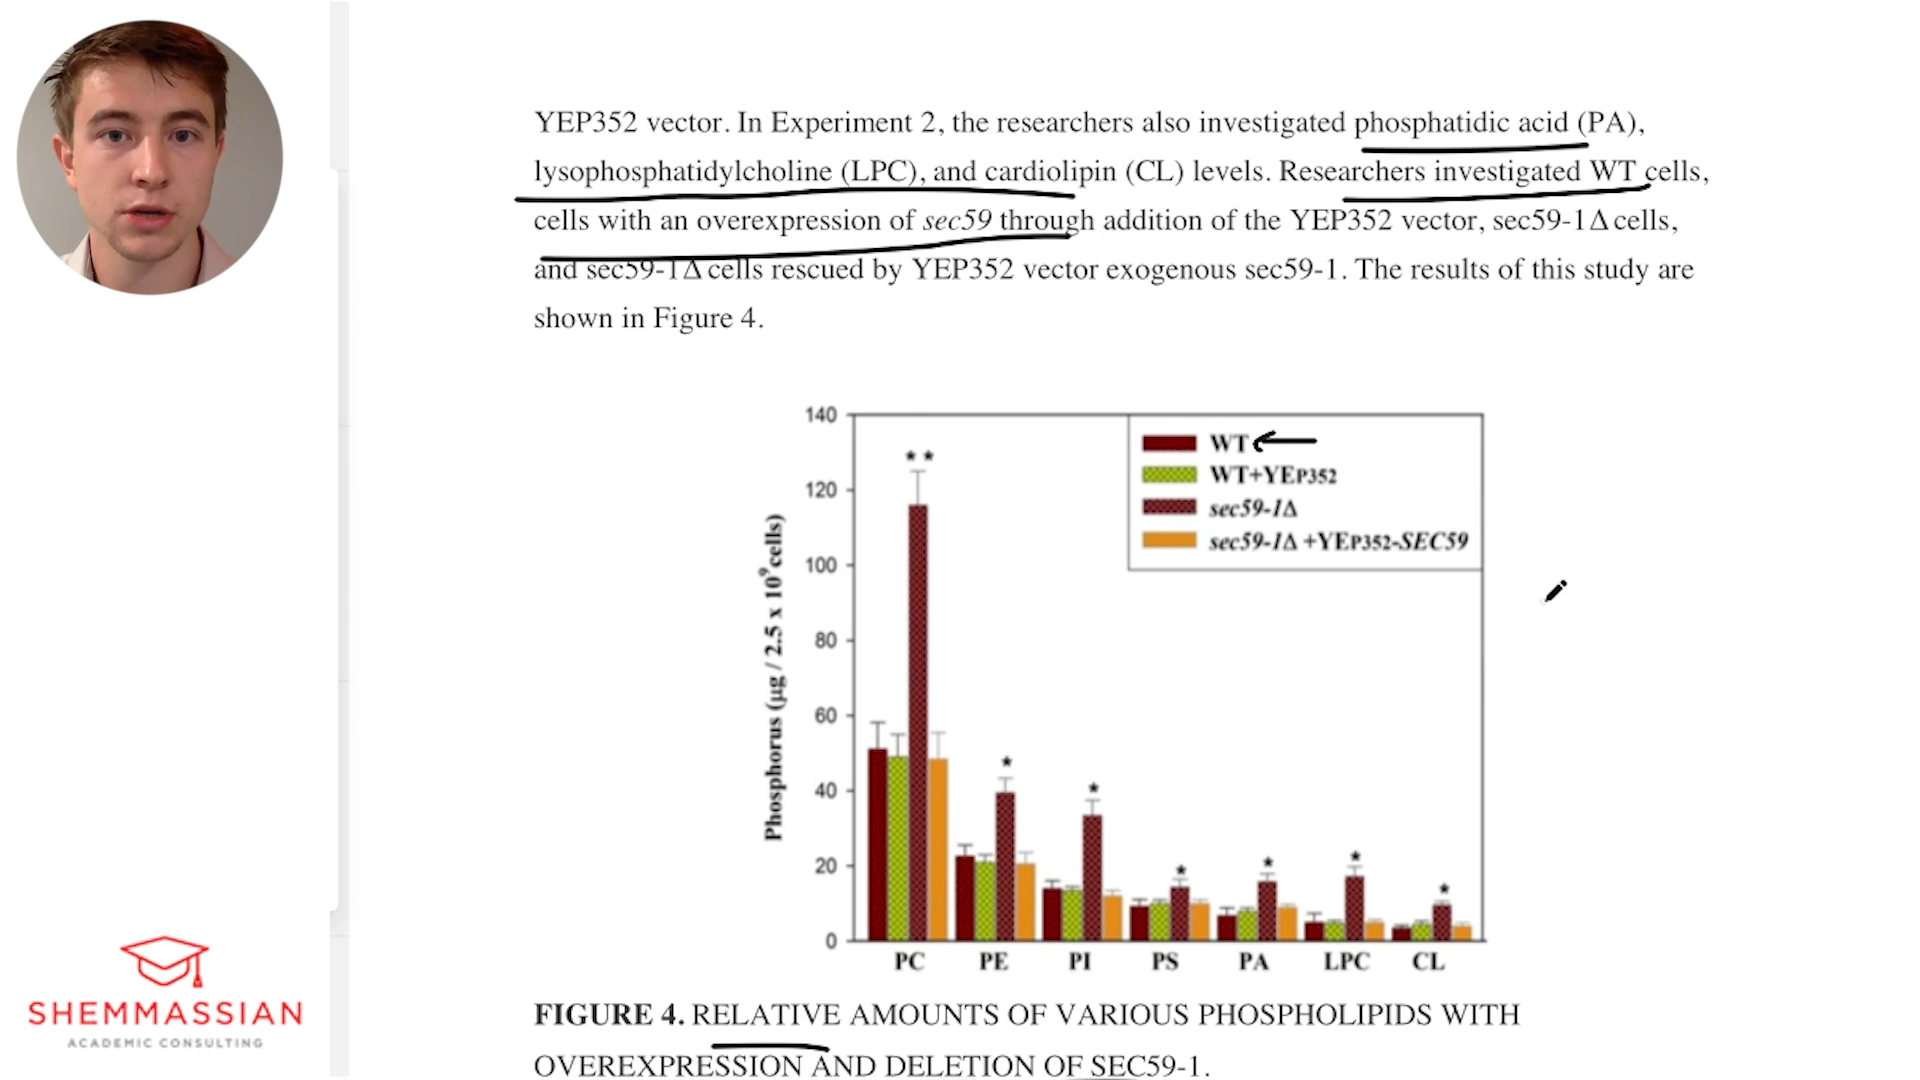 YEP352 vector. In Experiment 2, the researchers also investigated phosphatidic acid (PA),
lysophosphatidylcholine (LPC), and cardiolipin (CL) levels. Researchers investigated WT cells,
cells with an overexpression of sec59 through addition of the YEP352 vector, sec59-1Δ cells,
and sec59-1Δ cells rescued by YEP352 vector exogenous sec59-1. The results of this study are
shown in Figure 4.
140
120
100
80
60
40
20
0
Phosphorus (µg / 2.5 x 10⁹ cells)
WT
WT+YEP352
sec59-1Δ
sec59-1Δ +YEP352-SEC59
* *
*
*
*
*
*
*
PC PE PI PS PA LPC CL
FIGURE 4. RELATIVE AMOUNTS OF VARIOUS PHOSPHOLIPIDS WITH
OVEREXPRESSION AND DELETION OF SEC59-1.
SHEMMASSIAN
ACADEMIC CONSULTING